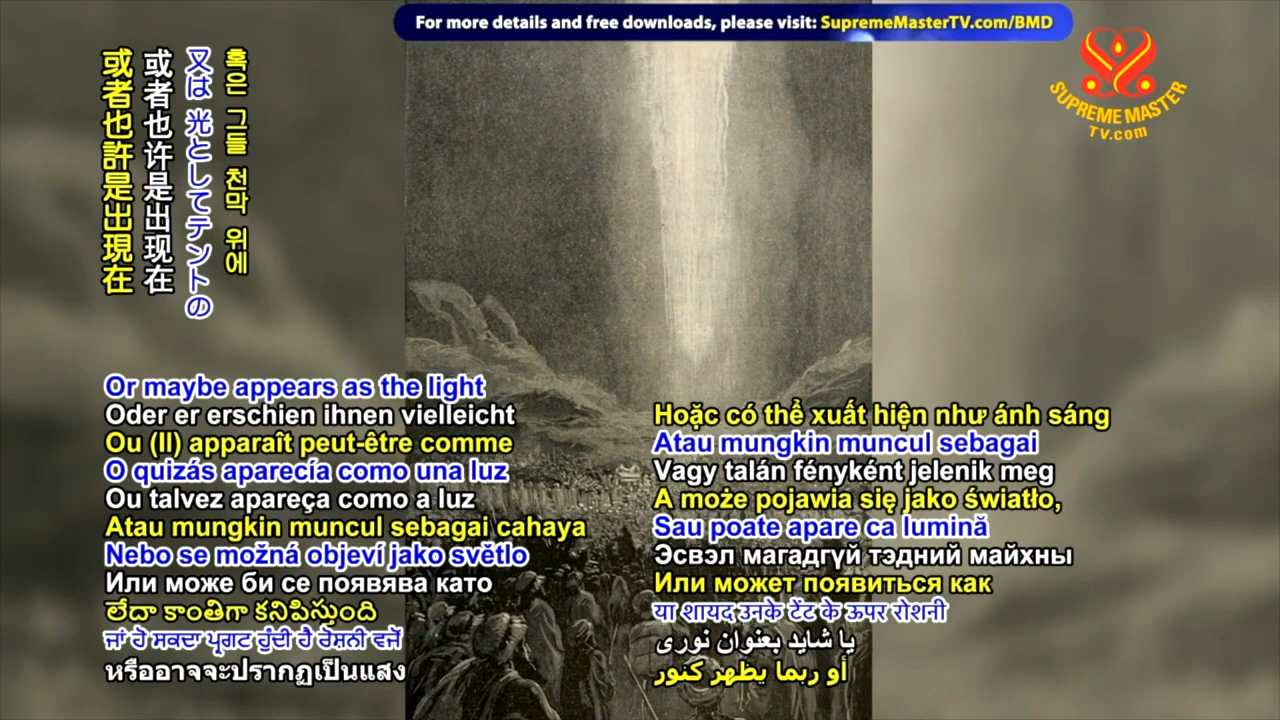 For more details and free downloads, please visit: SupremeMasterTV.com/BMD
SUPREME MASTER
TV.com
혹은 그들 천막 위에
又は 光としてテントの
或者也许是出现在
或者也許是出現在
Or maybe appears as the light
Oder er erschien ihnen vielleicht
Ou (Il) apparaît peut-être comme
O quizás aparecía como una luz
Ou talvez apareça como a luz
Atau mungkin muncul sebagai cahaya
Nebo se možná objeví jako světlo
Или може би се появява като
లేదా కాంతిగా కనిపిస్తుంది
ਜਾਂ ਹੋ ਸਕਦਾ ਪ੍ਰਗਟ ਹੁੰਦੀ ਹੈ ਰੋਸ਼ਨੀ ਵਜੋਂ
หรืออาจจะปรากฏเป็นแสง
Hoặc có thể xuất hiện như ánh sáng
Atau mungkin muncul sebagai
Vagy talán fényként jelenik meg
A może pojawia się jako światło,
Sau poate apare ca lumină
Эсвэл магадгүй тэдний майхны
Или может появиться как
या शायद उनके टेंट के ऊपर रोशनी
یا شاید بعنوان نوری
أو ربما يظهر كنور